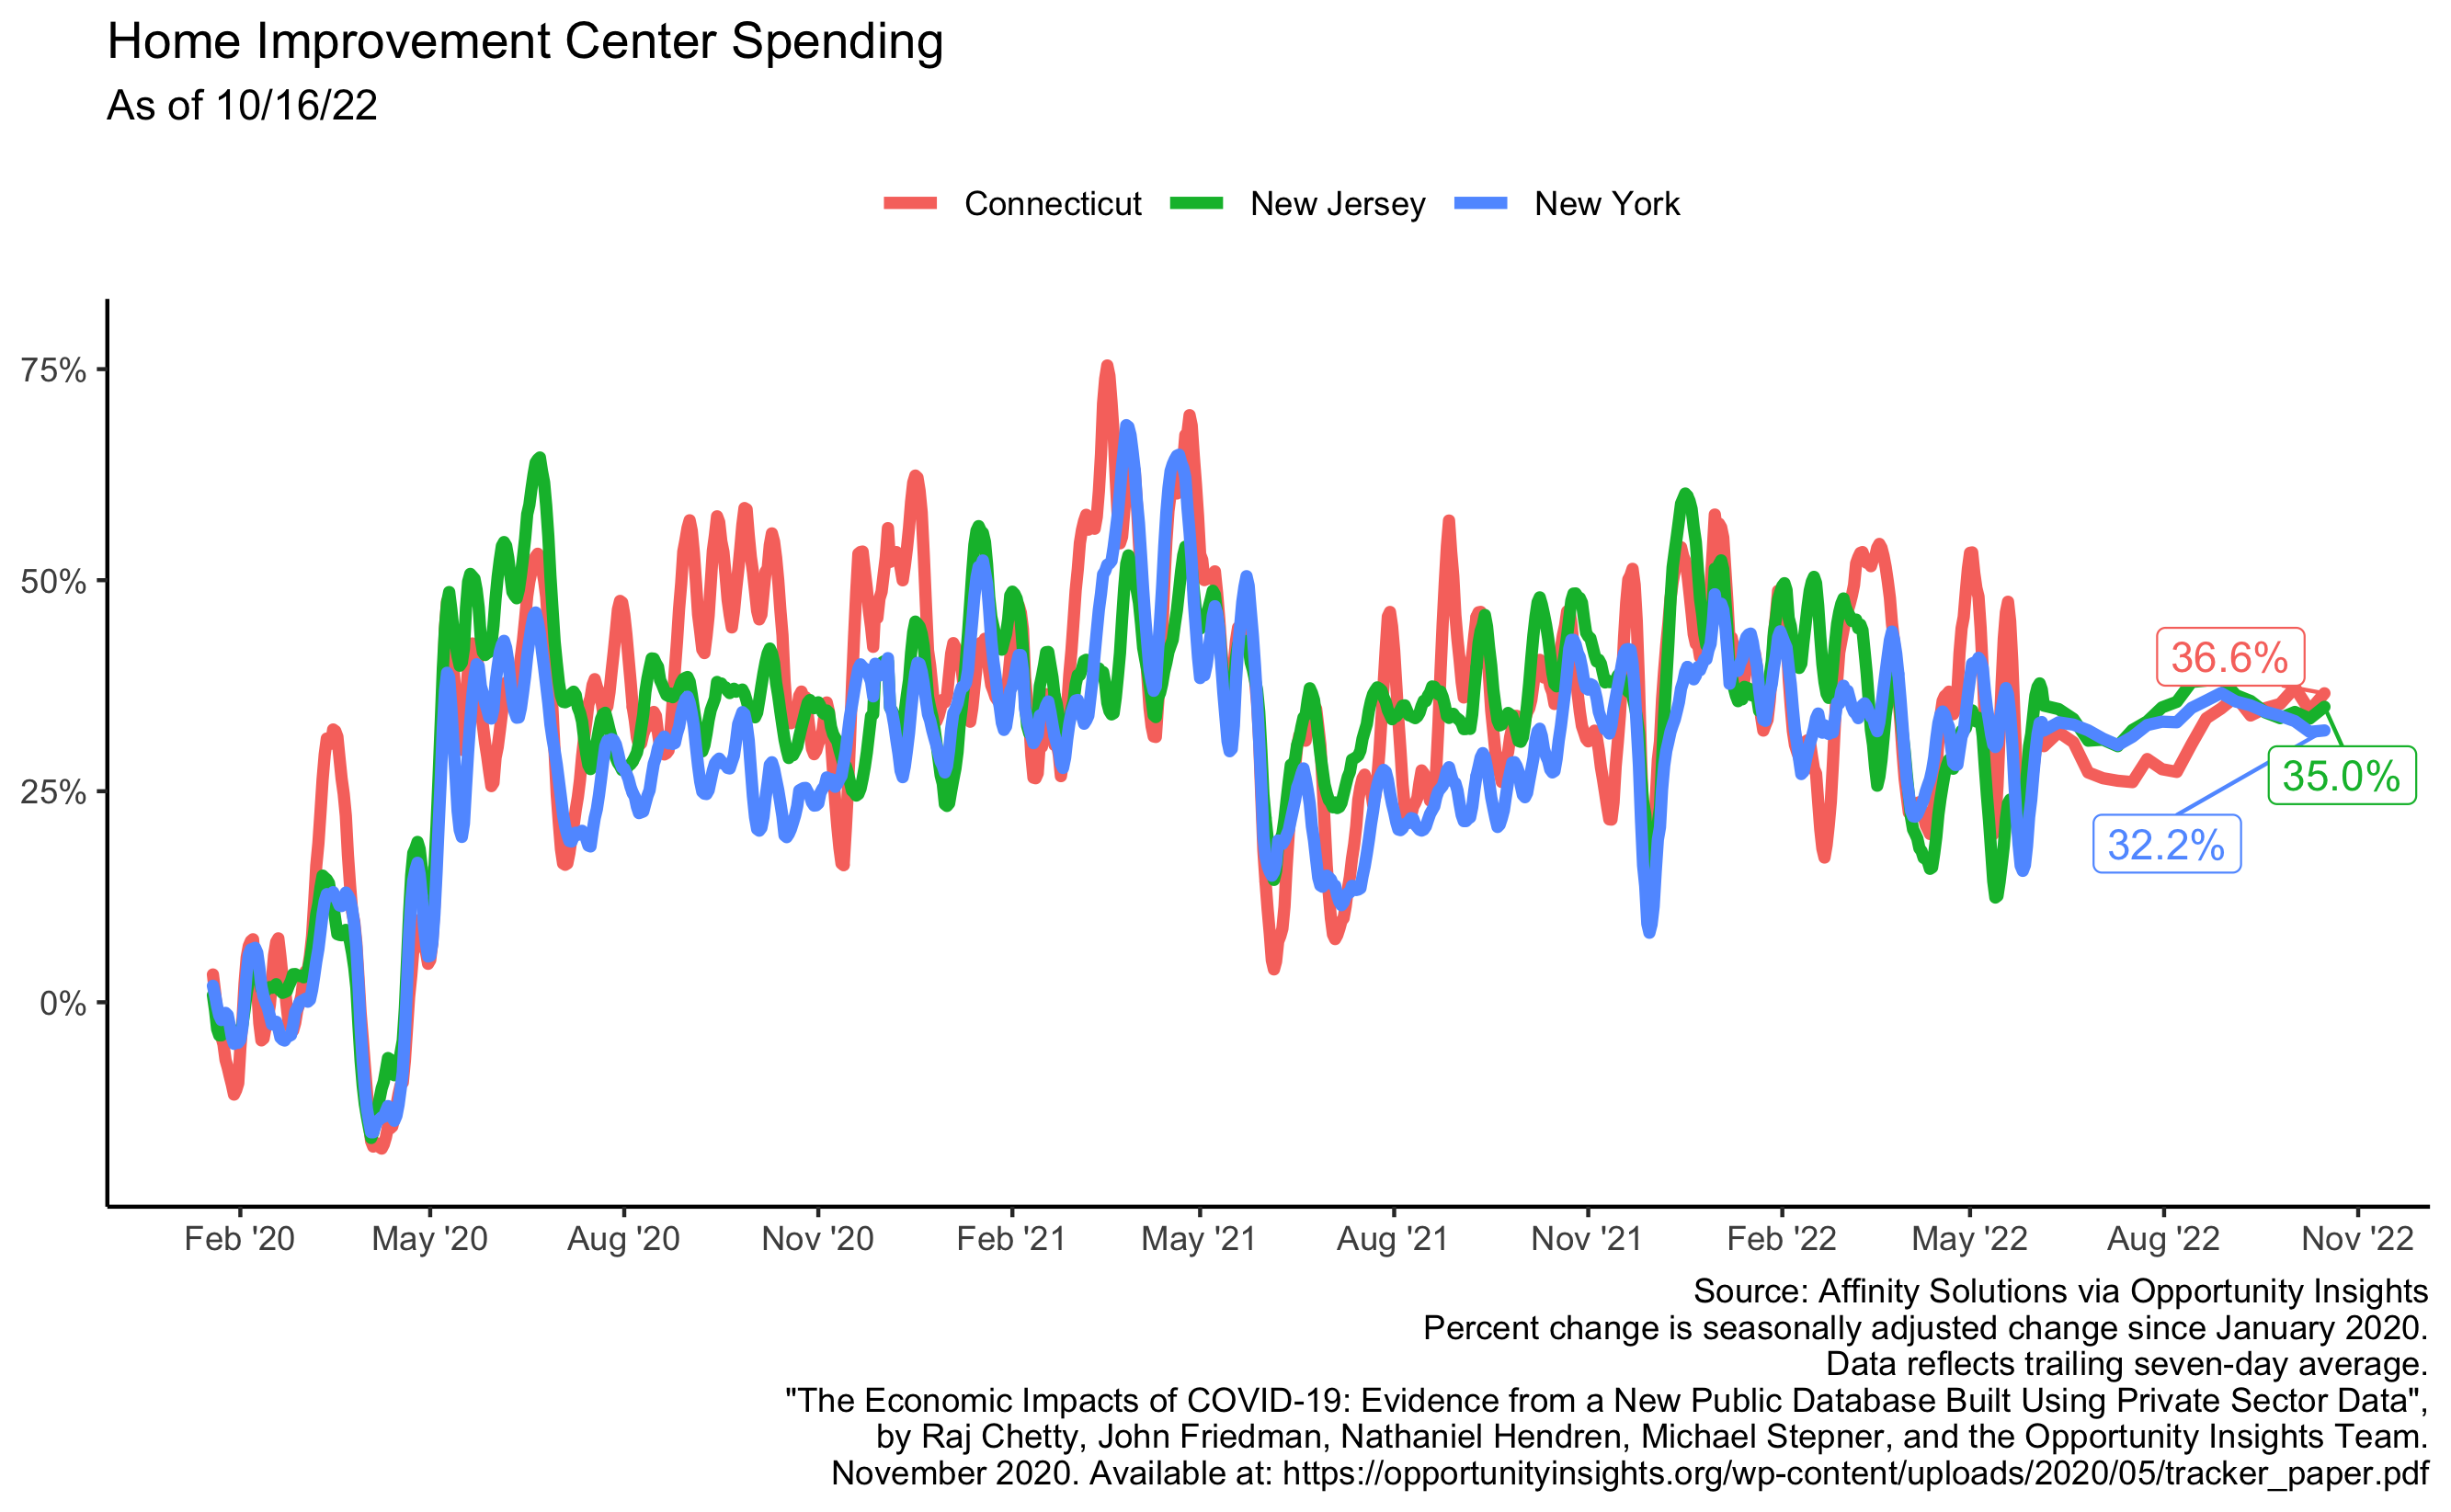 Home Improvement Center Spending
As of 10/16/22
Connecticut New Jersey New York
75%
50%
25%
0%
36.6%
35.0%
32.2%
Feb '20 May '20 Aug '20 Nov '20 Feb '21 May '21 Aug '21 Nov '21 Feb '22 May '22 Aug '22 Nov '22
Source: Affinity Solutions via Opportunity Insights
Percent change is seasonally adjusted change since January 2020.
Data reflects trailing seven-day average.
"The Economic Impacts of COVID-19: Evidence from a New Public Database Built Using Private Sector Data",
by Raj Chetty, John Friedman, Nathaniel Hendren, Michael Stepner, and the Opportunity Insights Team.
November 2020. Available at: https://opportunityinsights.org/wp-content/uploads/2020/05/tracker_paper.pdf